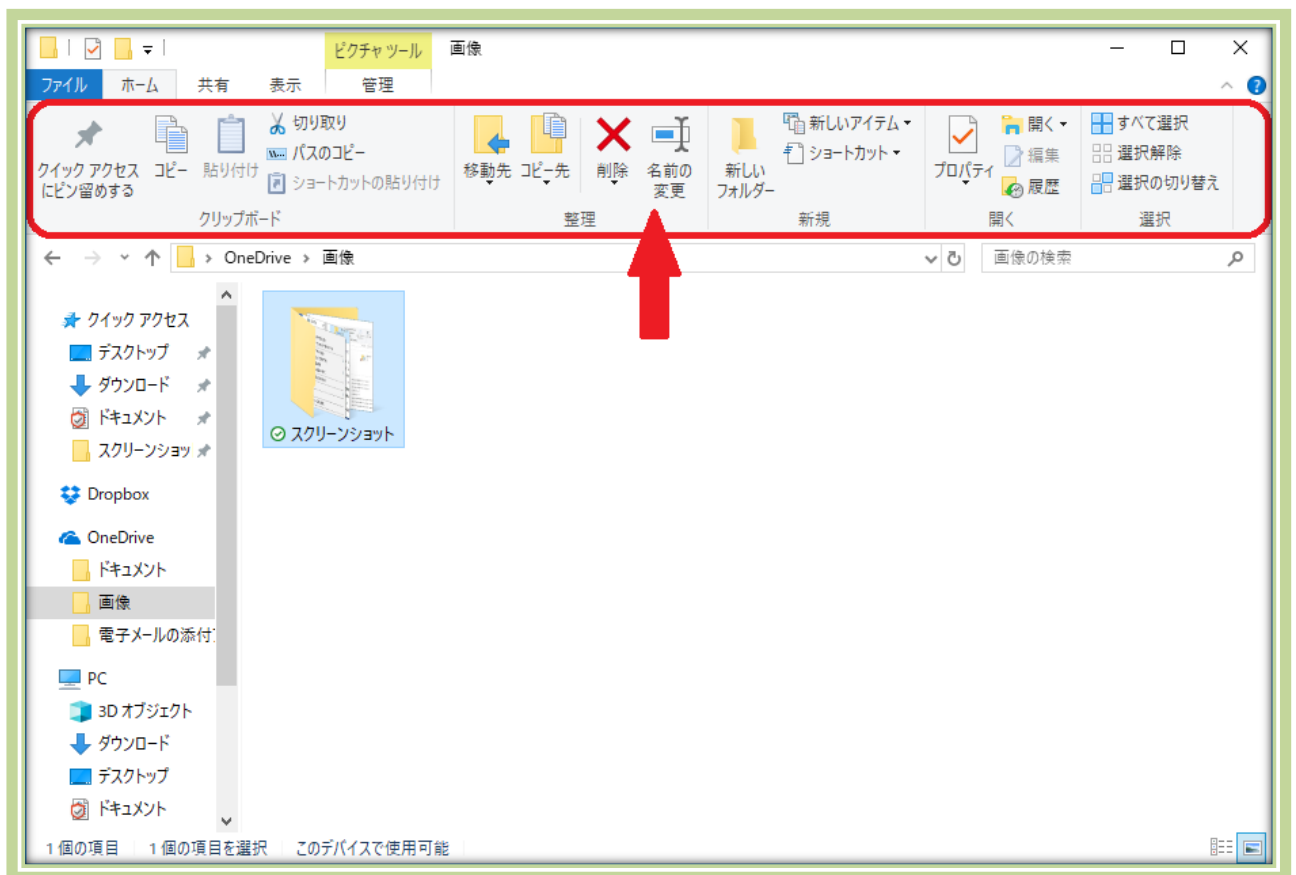 ピクチャ ツール 画像
ファイル ホーム 共有 表示 管理
クイック アクセス
にピン留めする
コピー
貼り付け
切り取り
パスのコピー
ショートカットの貼り付け
クリップボード
移動先
コピー先
削除
名前の
変更
整理
新しい
フォルダー
新しいアイテム
ショートカット
新規
プロパティ
開く
編集
履歴
開く
すべて選択
選択解除
選択の切り替え
選択
OneDrive › 画像
画像の検索
クイック アクセス
デスクトップ
ダウンロード
ドキュメント
スクリーンショッ
Dropbox
OneDrive
ドキュメント
画像
電子メールの添付
PC
3D オブジェクト
ダウンロード
デスクトップ
ドキュメント
スクリーンショット
1 個の項目 1 個の項目を選択 このデバイスで使用可能